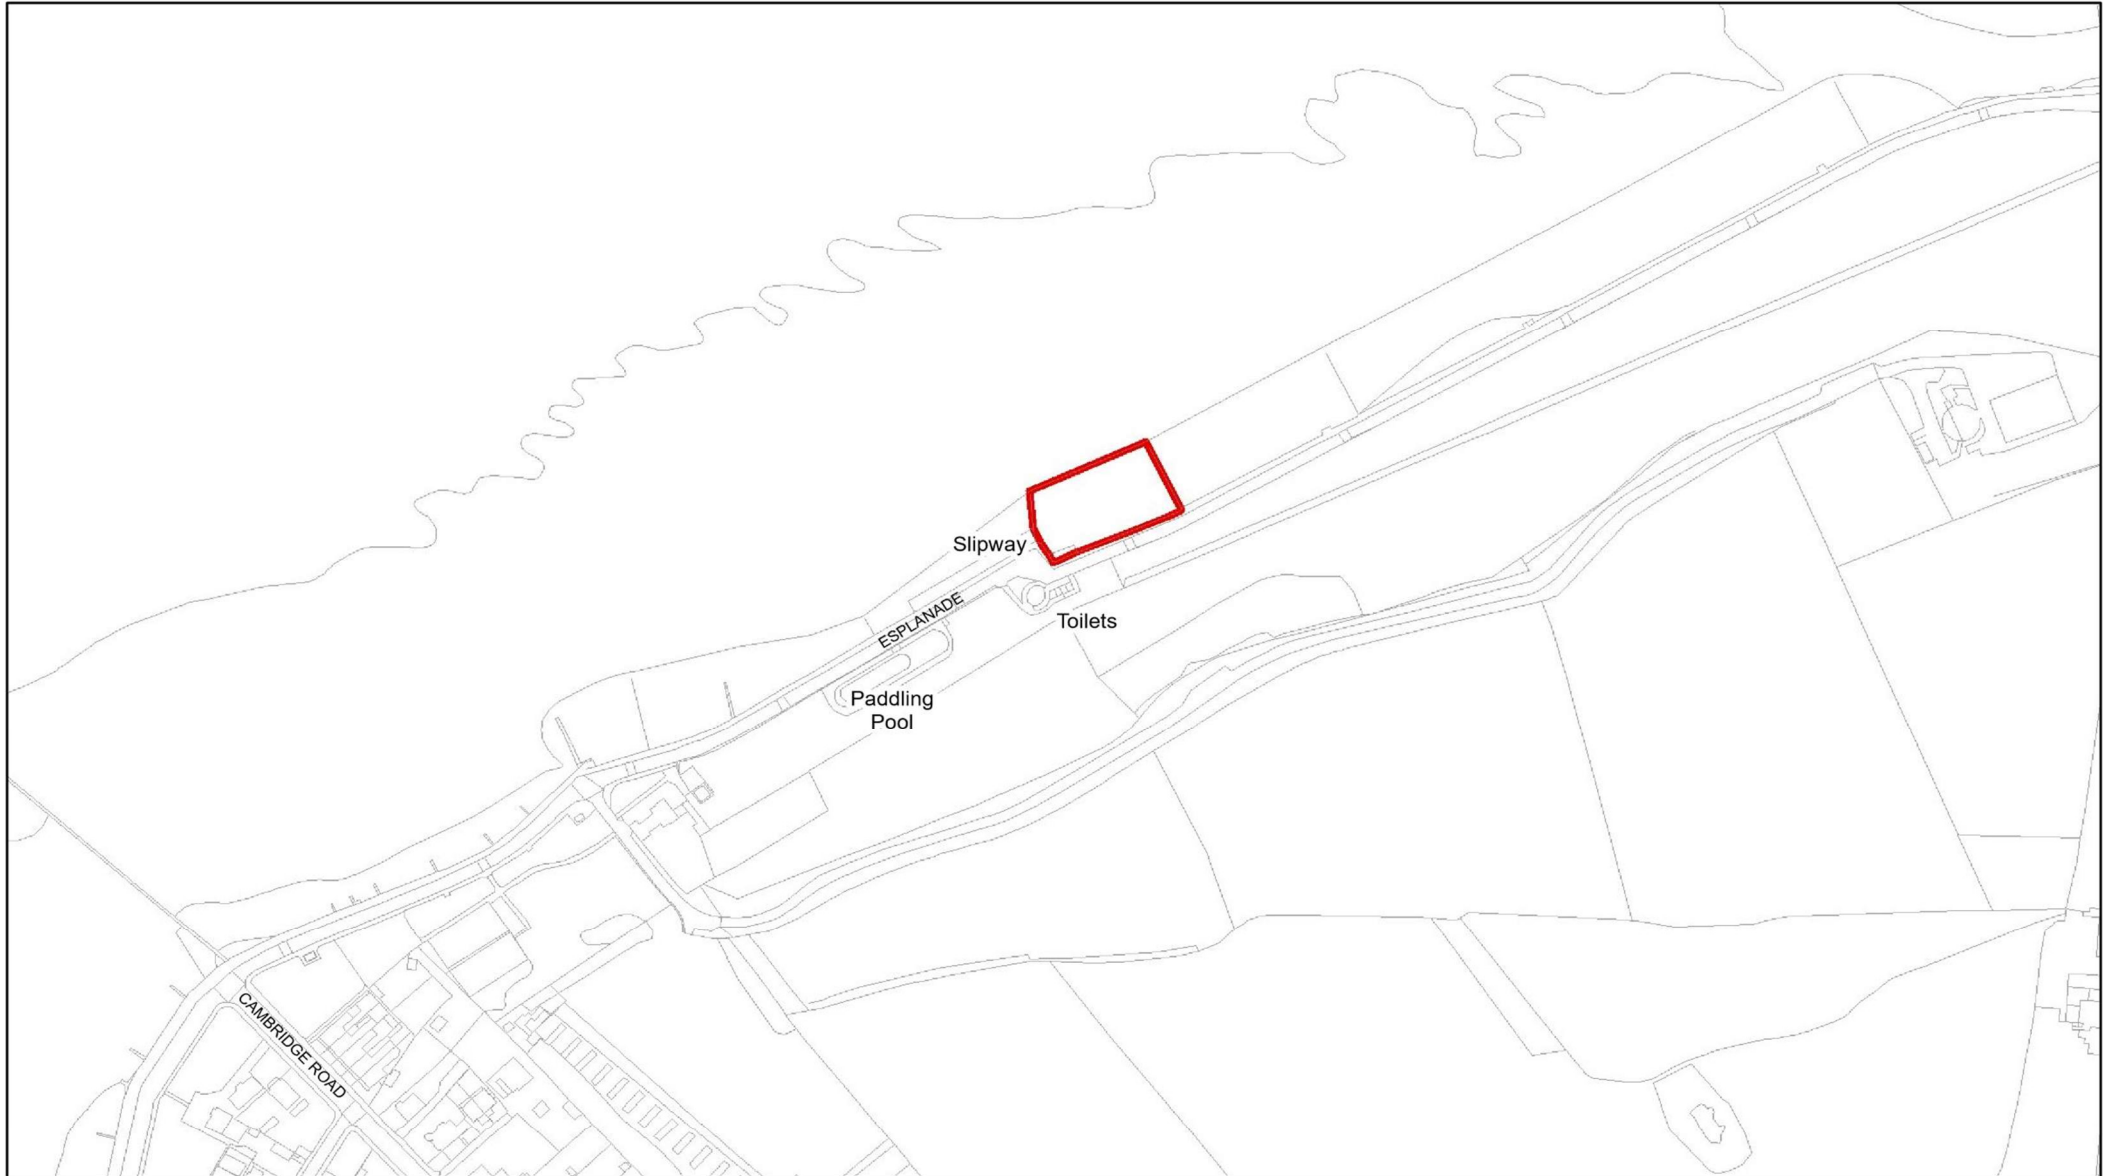 Slipway
ESPLANADE
Toilets
Paddling
Pool
CAMBRIDGE ROAD